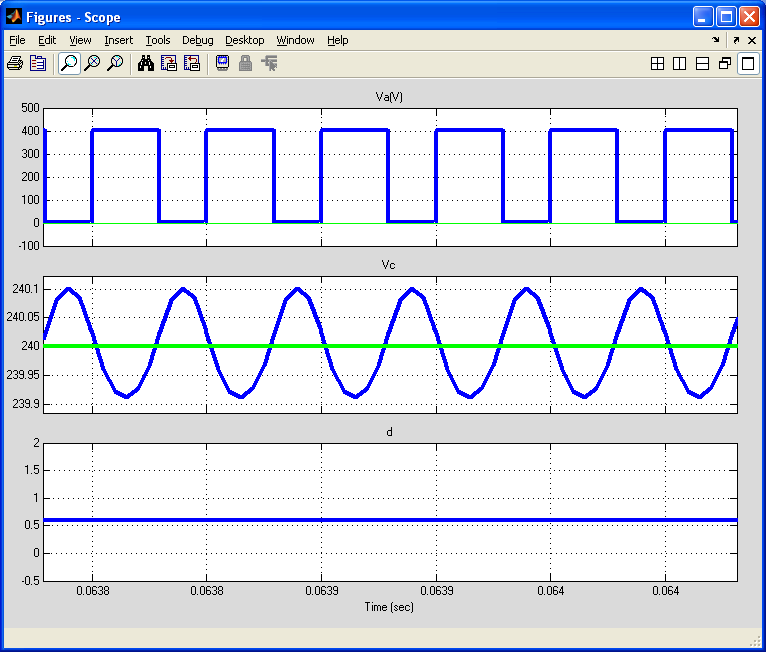 Figures - Scope
File Edit View Insert Tools Debug Desktop Window Help
Va(V)
500
400
300
200
100
0
-100
Vc
240.1
240.05
240
239.95
239.9
d
2
1.5
1
0.5
0
-0.5
0.0638 0.0638 0.0639 0.0639 0.064 0.064
Time (sec)